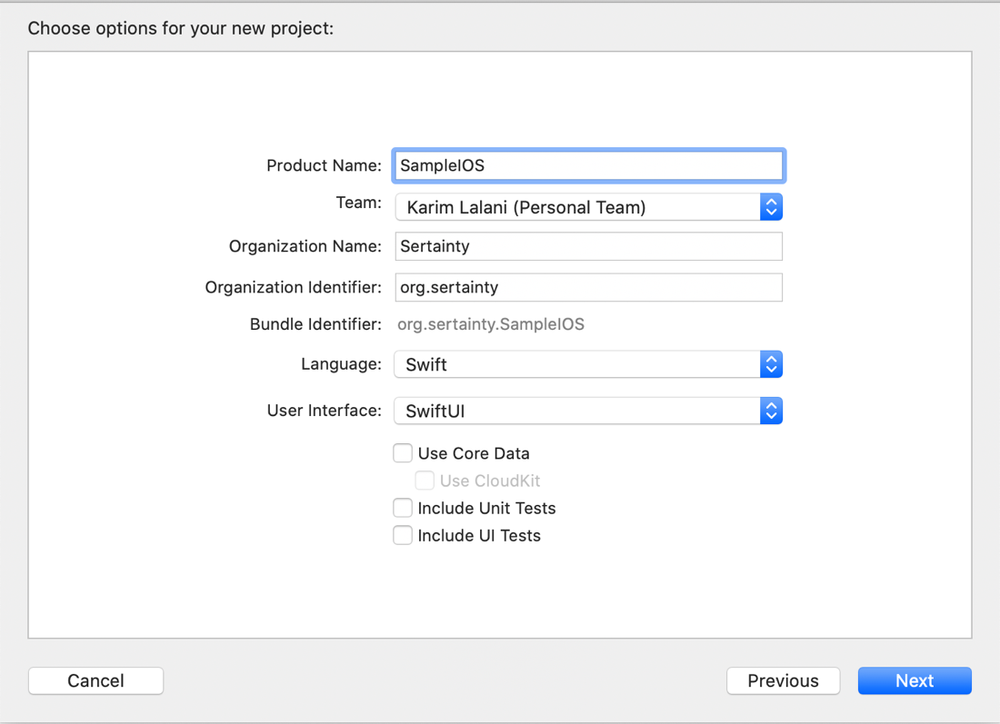 Choose options for your new project:
Product Name: SampleIOS
Team: Karim Lalani (Personal Team)
Organization Name: Sertainty
Organization Identifier: org.sertainty
Bundle Identifier: org.sertainty.SampleIOS
Language: Swift
User Interface: SwiftUI
Use Core Data
Use CloudKit
Include Unit Tests
Include UI Tests
Cancel Previous Next